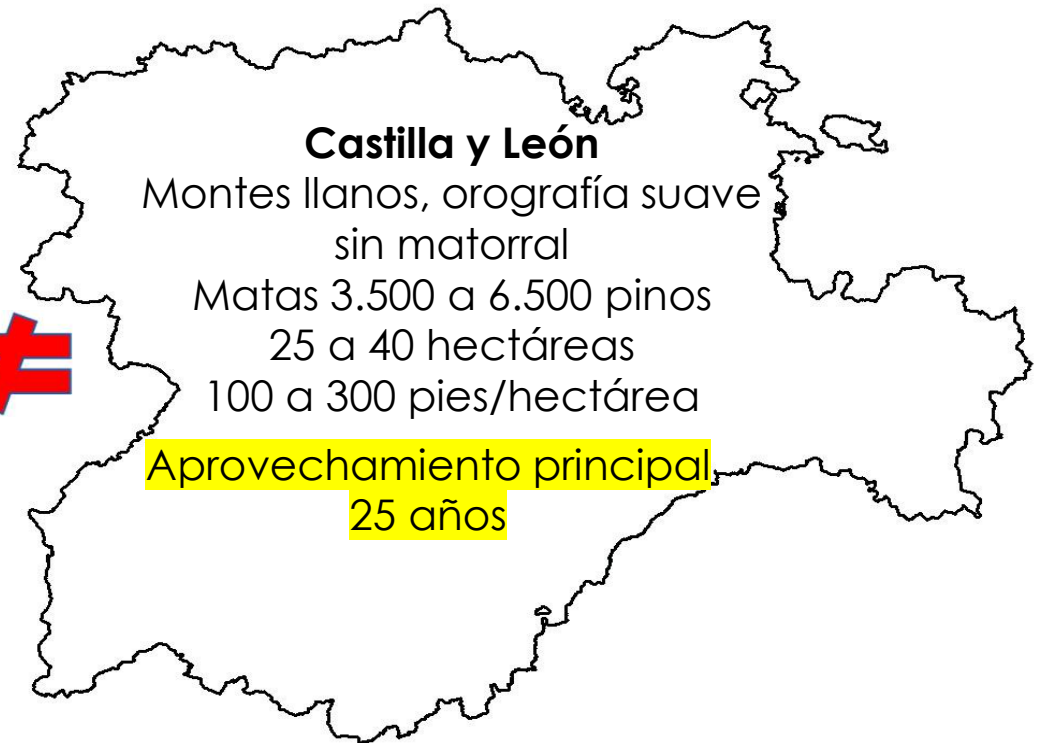 Castilla y León
Montes llanos, orografía suave
sin matorral
Matas 3.500 a 6.500 pinos
25 a 40 hectáreas
100 a 300 pies/hectárea
Aprovechamiento principal
25 años